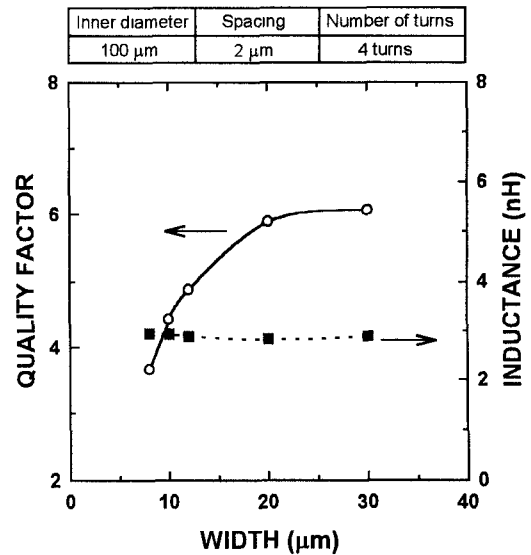 Inner diameter Spacing Number of turns
100 μm 2 μm 4 turns
8 8
6 6
4 4
2 2
0
0 10 20 30 40
QUALITY FACTOR
INDUCTANCE (nH)
WIDTH (μm)